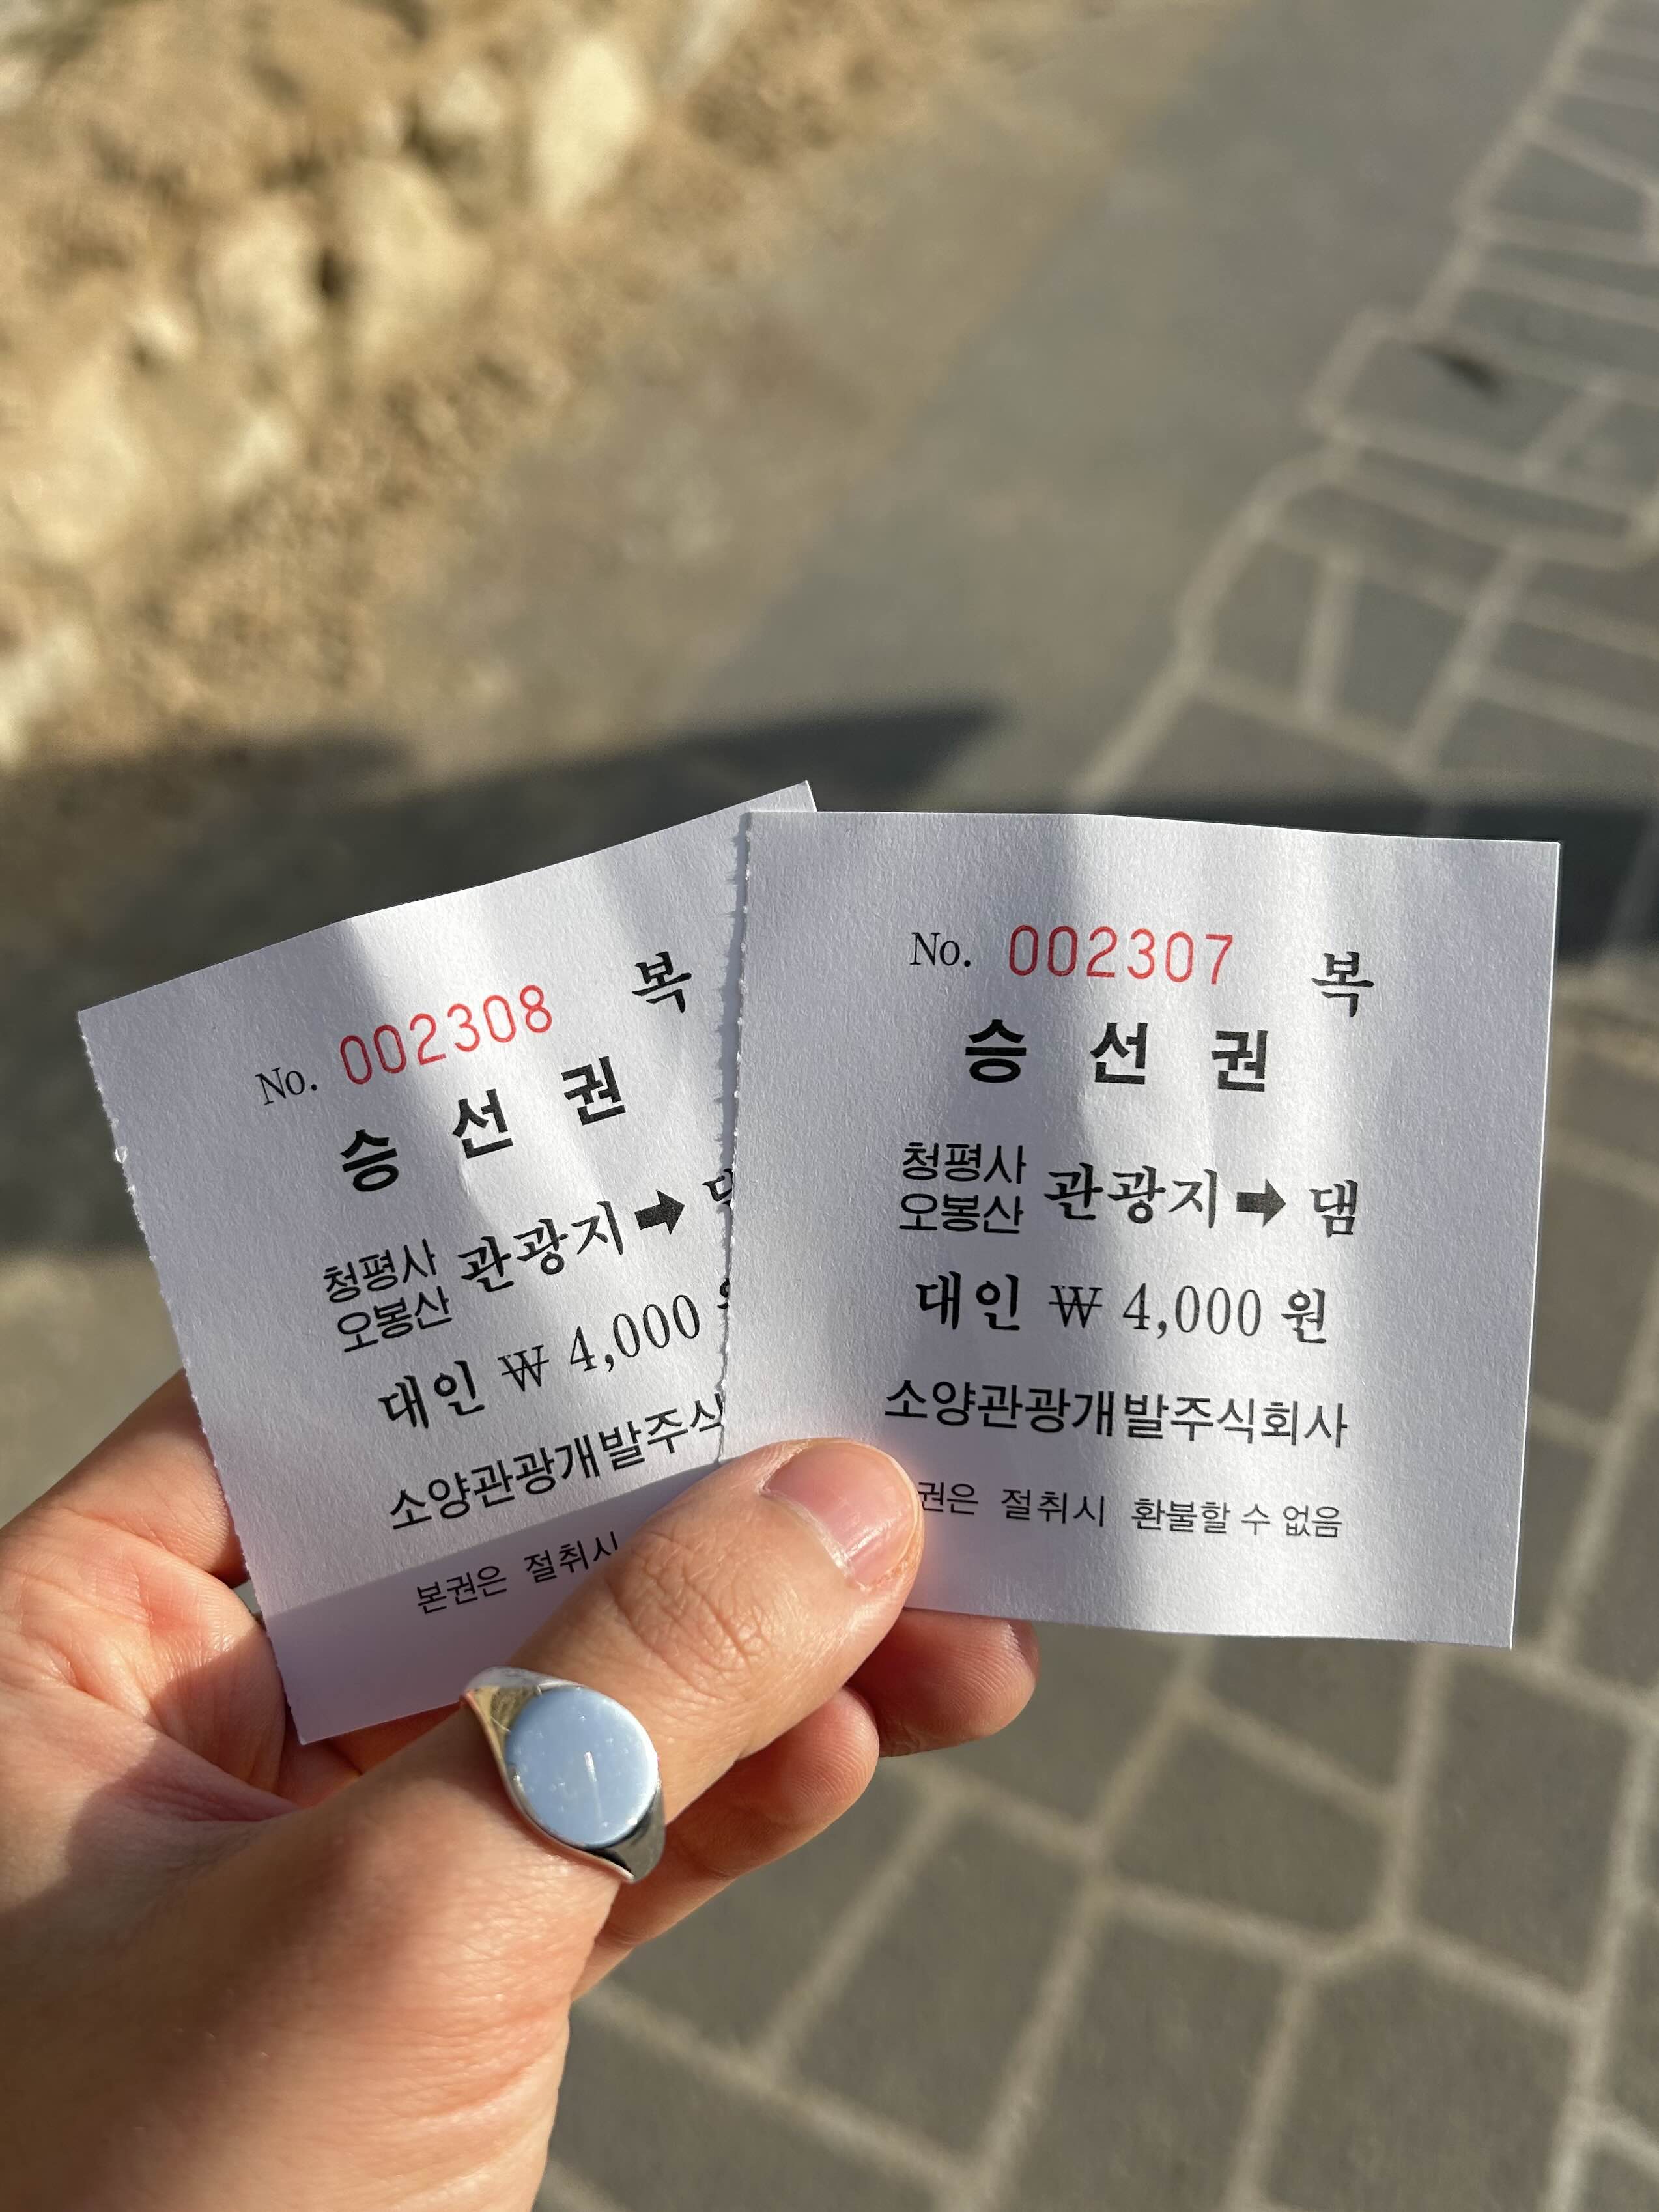 No. 002308 복
승 선 권
청평사
오봉산 관광지 ➡
대인 ₩ 4,000
소양관광개발주식
본권은 절취시
No. 002307 복
승 선 권
청평사
오봉산 관광지 ➡ 댐
대인 ₩ 4,000 원
소양관광개발주식회사
권은 절취시 환불할 수 없음